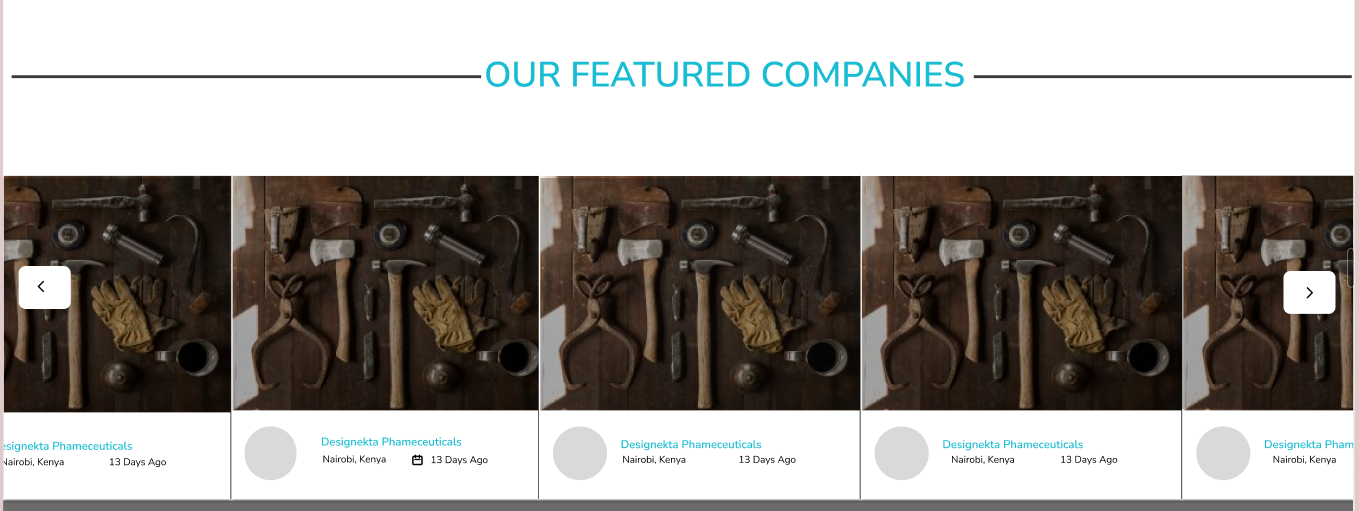 OUR FEATURED COMPANIES
esignekta Phameceuticals
Nairobi, Kenya 13 Days Ago
Designekta Phameceuticals
Nairobi, Kenya 13 Days Ago
Designekta Phameceuticals
Nairobi, Kenya 13 Days Ago
Designekta Phameceuticals
Nairobi, Kenya 13 Days Ago
Designekta Pham
Nairobi, Kenya